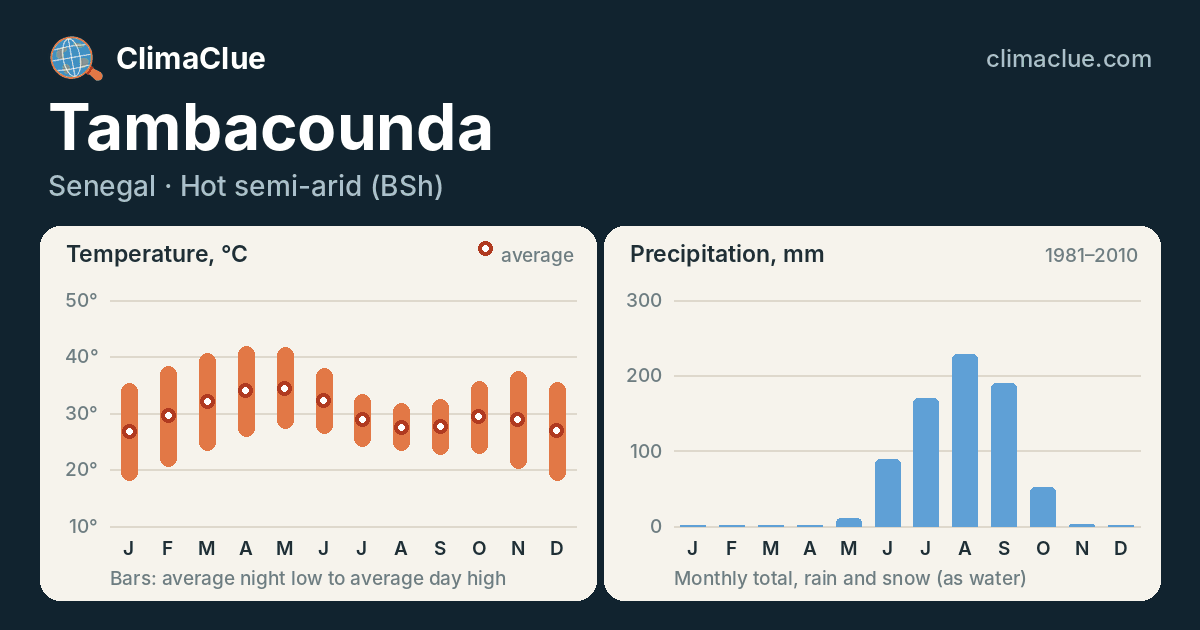 ClimaClue
climaclue.com
Tambacounda
Senegal · Hot semi-arid (BSh)
Temperature, °C
average
50°
40°
30°
20°
10°
J F M A M J J A S O N D
Bars: average night low to average day high
Precipitation, mm
1981–2010
300
200
100
0
J F M A M J J A S O N D
Monthly total, rain and snow (as water)